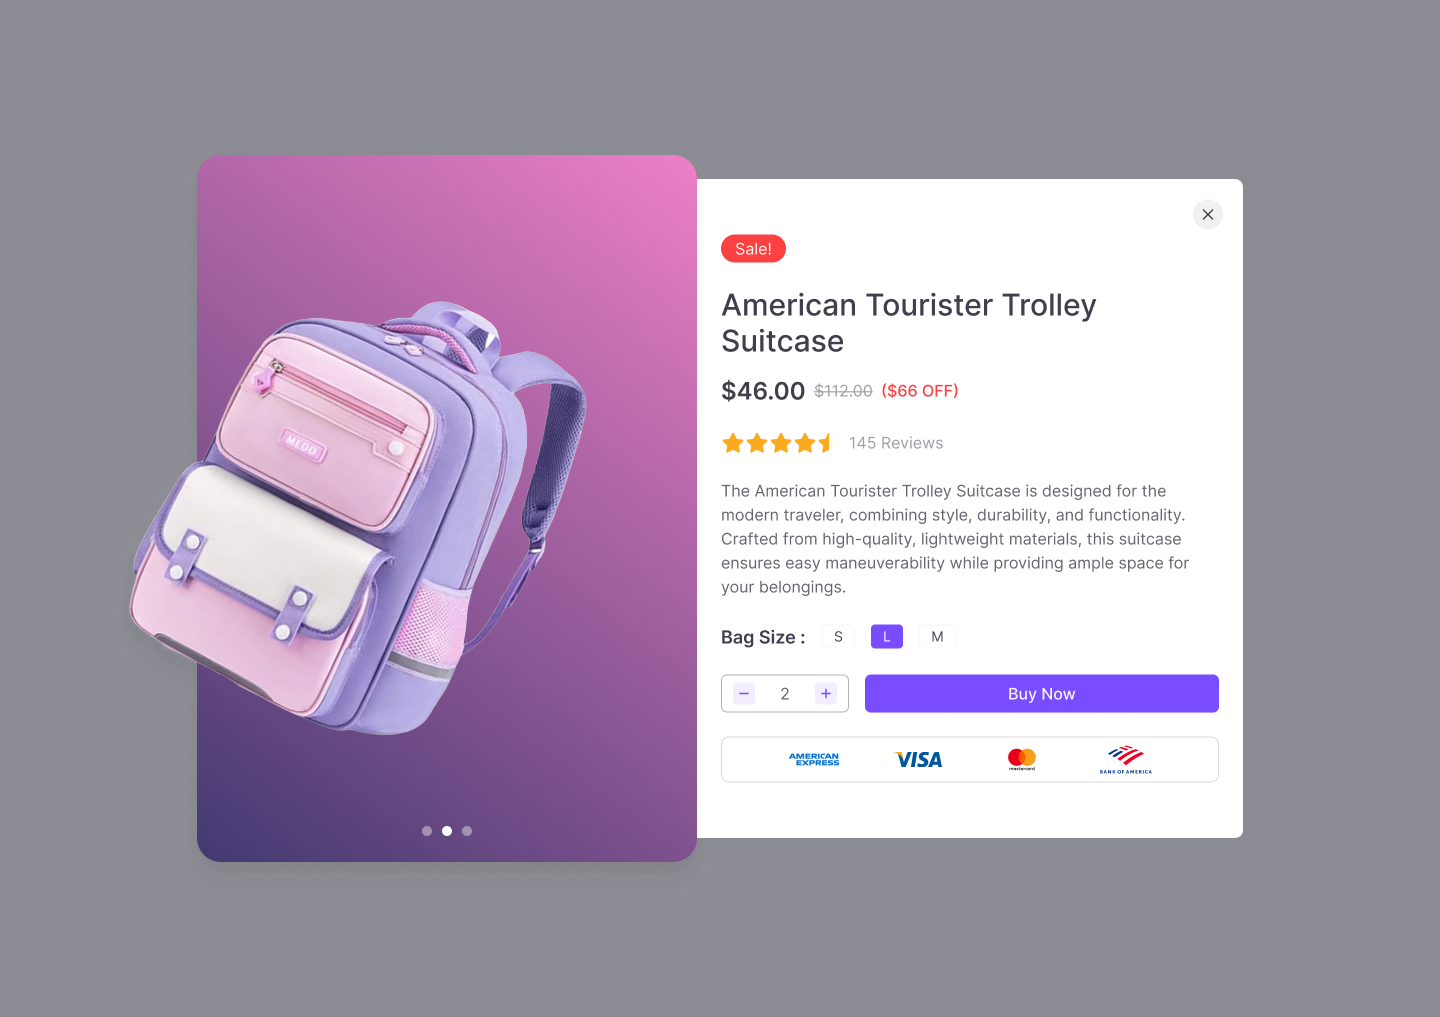 Sale!
American Tourister Trolley
Suitcase
$46.00 $112.00 ($66 OFF)
145 Reviews
The American Tourister Trolley Suitcase is designed for the
modern traveler, combining style, durability, and functionality.
Crafted from high-quality, lightweight materials, this suitcase
ensures easy maneuverability while providing ample space for
your belongings.
Bag Size : S L M
− 2 + Buy Now
AMERICAN
EXPRESS
VISA
mastercard
BANK OF AMERICA
MEDD